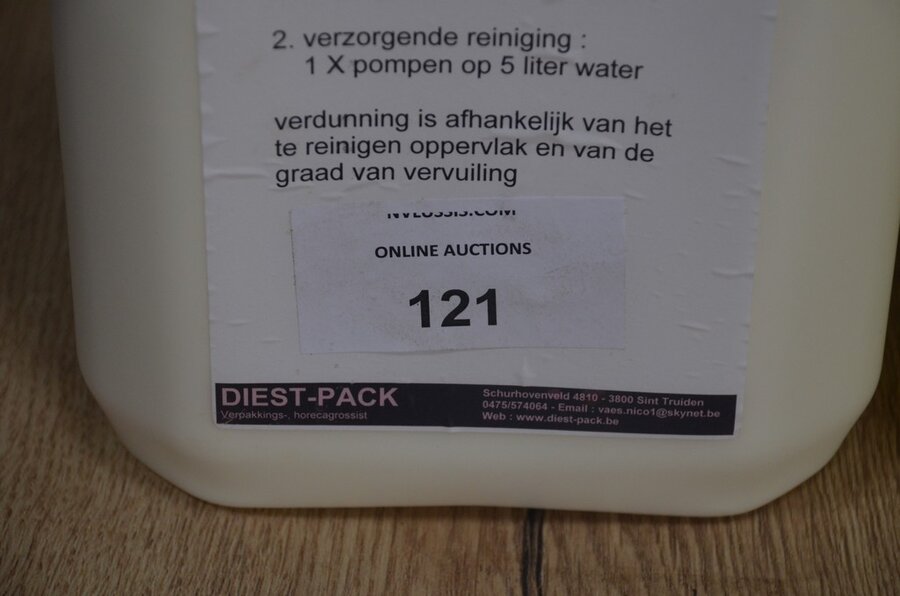 2. verzorgende reiniging :
1 X pompen op 5 liter water
verdunning is afhankelijk van het
te reinigen oppervlak en van de
graad van vervuiling
ONLINE AUCTIONS
121
DIEST-PACK
Verpakkings-, horecagrossist
Schurhovenveld 4810 - 3800 Sint Truiden
0475/574064 - Email : vaes.nico1@skynet.be
Web : www.diest-pack.be